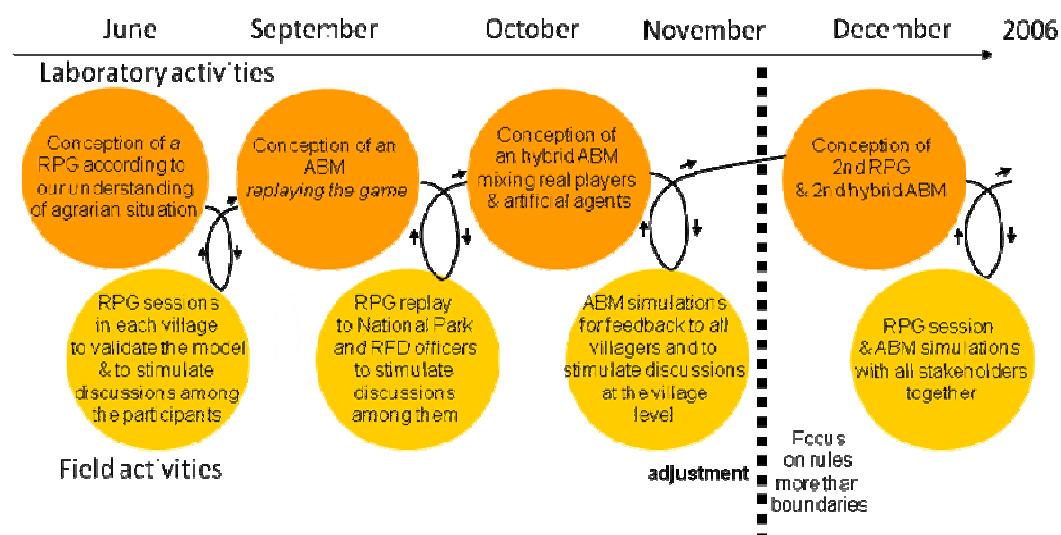 June September October November December 2006
Laboratory activities
Conception of a
RPG according to
our understanding
of agrarian situation
Conception of an
ABM
replaying the game
Conception of
an hybrid ABM
mixing real players
& artificial agents
Conception of
2nd RPG
& 2nd hybrid ABM
RPG sessions
in each village
to validate the model
& to stimulate
discussions among
the participants
RPG replay
to National Park
and RFD officers
to stimulate
discussions
among them
ABM simulations
for feedback to all
villagers and to
stimulate discussions
at the village
level
RPG session
& ABM simulations
with all stakeholders
together
Field activities
adjustment
Focus
on rules
more than
boundaries